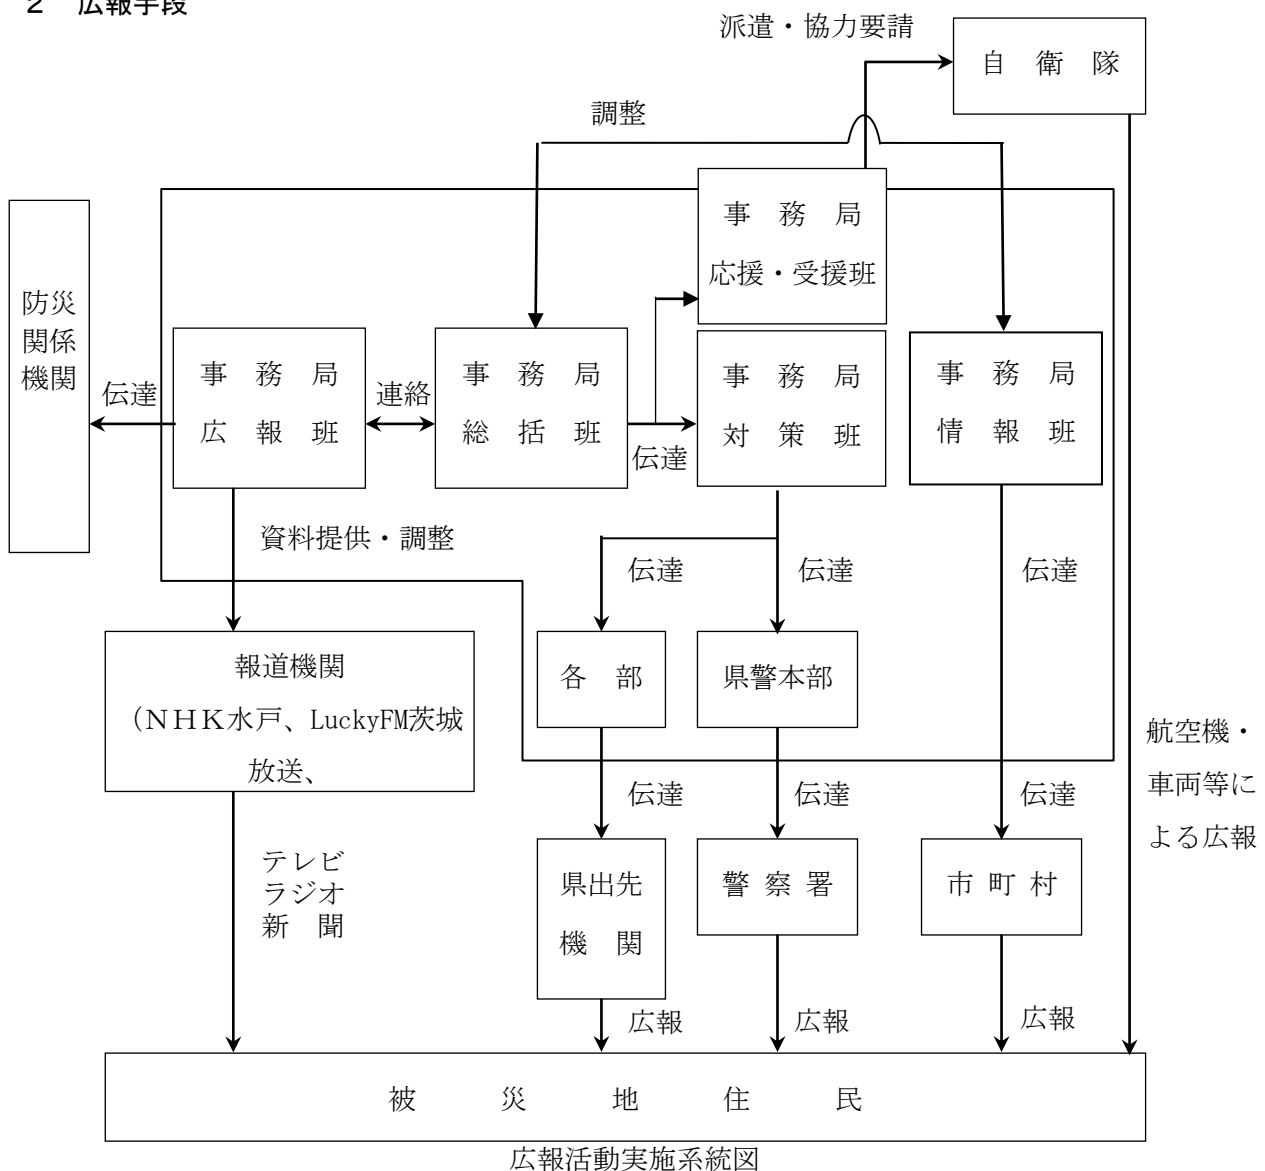 2 広報手段
派遣・協力要請
自 衛 隊
調整
事 務 局
応援・受援班
防災
関係
機関
伝達
事 務 局
広 報 班
連絡
事 務 局
総 括 班
伝達
事 務 局
対 策 班
事 務 局
情 報 班
資料提供・調整
伝達
伝達
伝達
報道機関
（ＮＨＫ水戸、LuckyFM茨城
放送、
各 部
県警本部
航空機・
車両等に
よる広報
伝達
伝達
伝達
テレビ
ラジオ
新 聞
県出先
機 関
警 察 署
市 町 村
広報
広報
広報
被 災 地 住 民
広報活動実施系統図